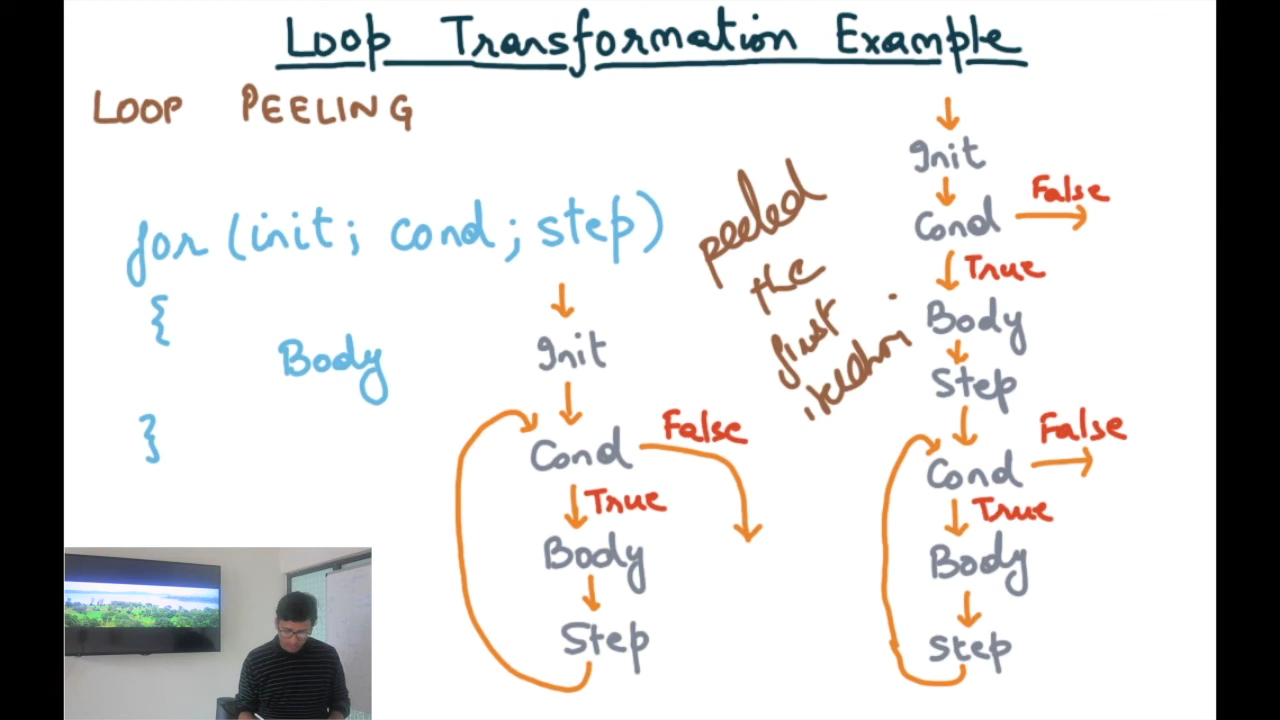 Loop Transformation Example
LOOP PEELING
for (init; cond; step)
{
Body
}
Init
Cond
False
True
Body
Step
peeled
the
first
Init
Cond
False
True
Body
Step
Cond
False
True
Body
Step